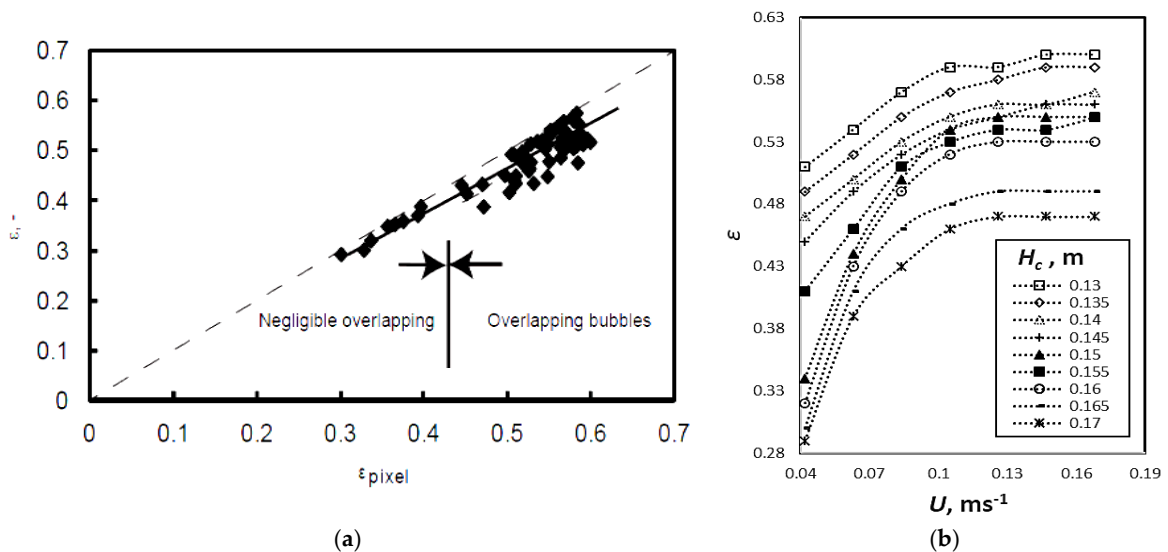 0.7
0.6
0.5
0.4
0.3
0.2
0.1
0
ε, -
Negligible overlapping
Overlapping bubbles
0 0.1 0.2 0.3 0.4 0.5 0.6 0.7
εpixel
(a)
0.63
0.58
0.53
0.48
0.43
0.38
0.33
0.28
ε
Hc , m
0.13
0.135
0.14
0.145
0.15
0.155
0.16
0.165
0.17
0.04 0.07 0.1 0.13 0.16 0.19
U, ms-1
(b)